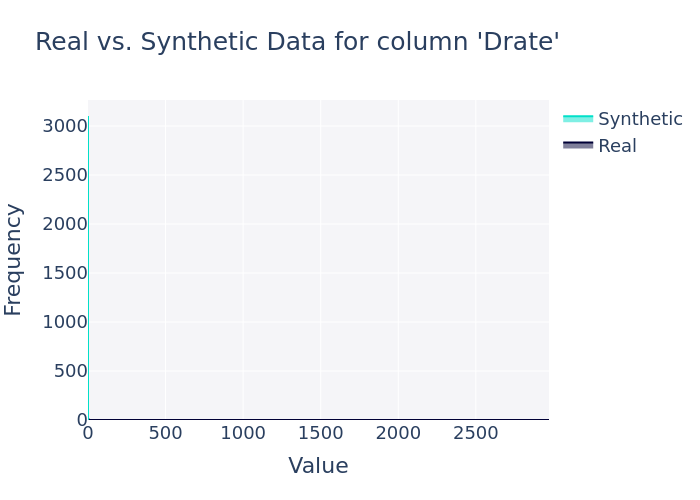 Real vs. Synthetic Data for column 'Drate'
Synthetic
Real
Frequency
3000
2500
2000
1500
1000
500
0
0 500 1000 1500 2000 2500
Value